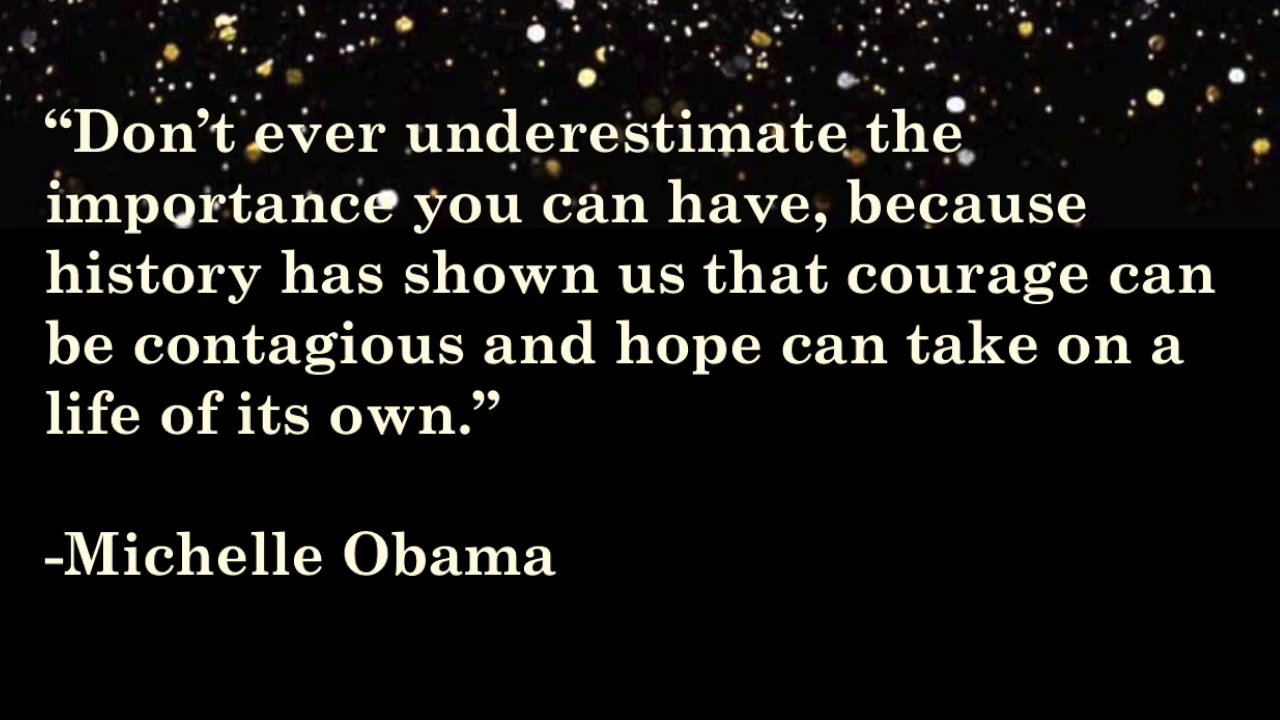 “Don’t ever underestimate the
importance you can have, because
history has shown us that courage can
be contagious and hope can take on a
life of its own.”
-Michelle Obama